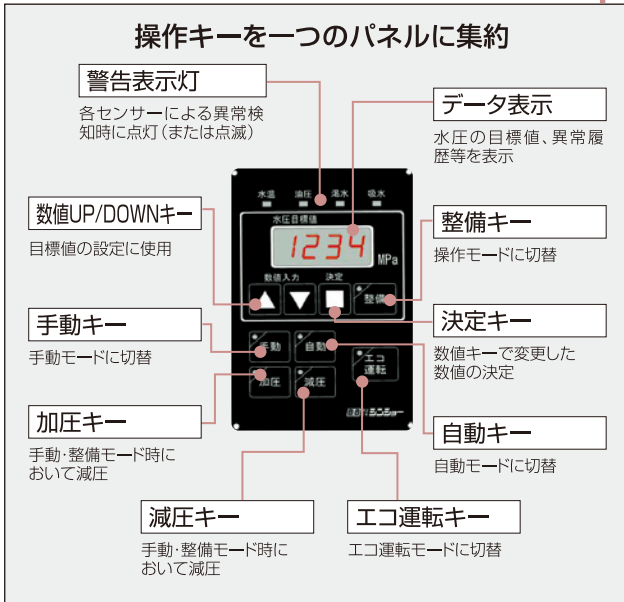 操作キーを一つのパネルに集約
警告表示灯
各センサーによる異常検
知時に点灯（または点滅）
データ表示
水圧の目標値、異常履
歴等を表示
数値UP/DOWNキー
目標値の設定に使用
整備キー
操作モードに切替
手動キー
手動モードに切替
決定キー
数値キーで変更した
数値の決定
加圧キー
手動・整備モード時に
おいて減圧
自動キー
自動モードに切替
減圧キー
手動・整備モード時に
おいて減圧
エコ運転キー
エコ運転モードに切替
水温 油圧 渇水 吸水
水圧目標値
1234
MPa
数値入力 決定
整備
手動 自動
エコ
運転
加圧 減圧
シンショー